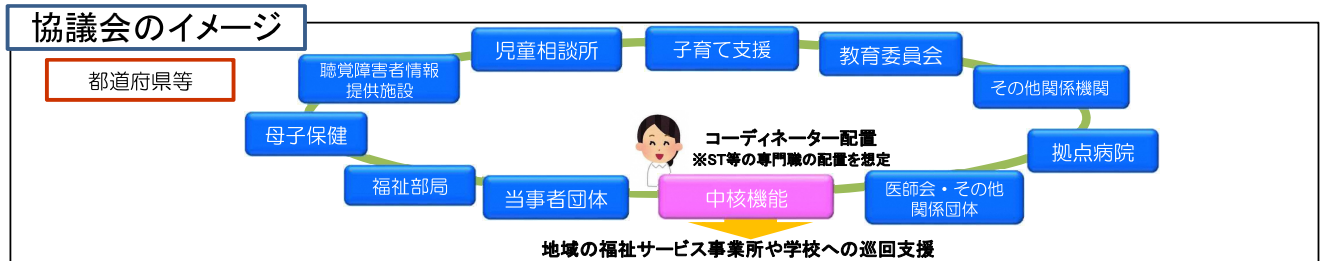 協議会のイメージ
都道府県等
児童相談所
子育て支援
教育委員会
聴覚障害者情報
提供施設
その他関係機関
母子保健
コーディネーター配置
※ST等の専門職の配置を想定
拠点病院
福祉部局
当事者団体
中核機能
医師会・その他
関係団体
地域の福祉サービス事業所や学校への巡回支援